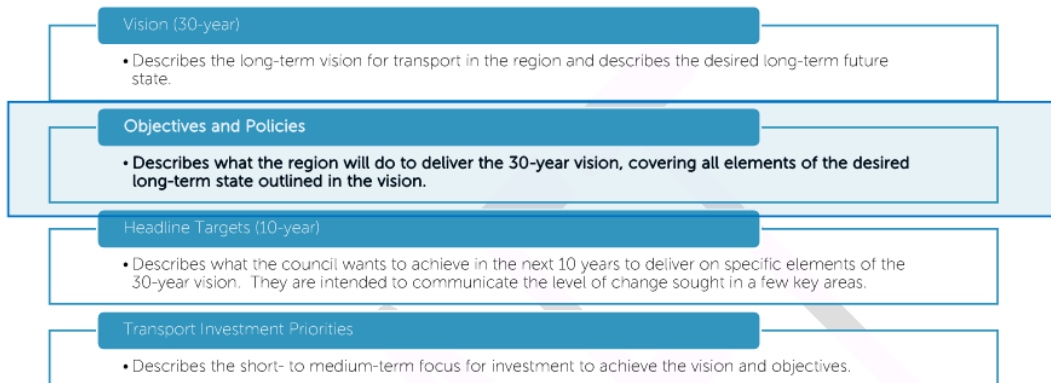 Vision (30-year)
• Describes the long-term vision for transport in the region and describes the desired long-term future
state.
Objectives and Policies
• Describes what the region will do to deliver the 30-year vision, covering all elements of the desired
long-term state outlined in the vision.
Headline Targets (10-year)
• Describes what the council wants to achieve in the next 10 years to deliver on specific elements of the
30-year vision. They are intended to communicate the level of change sought in a few key areas.
Transport Investment Priorities
• Describes the short- to medium-term focus for investment to achieve the vision and objectives.